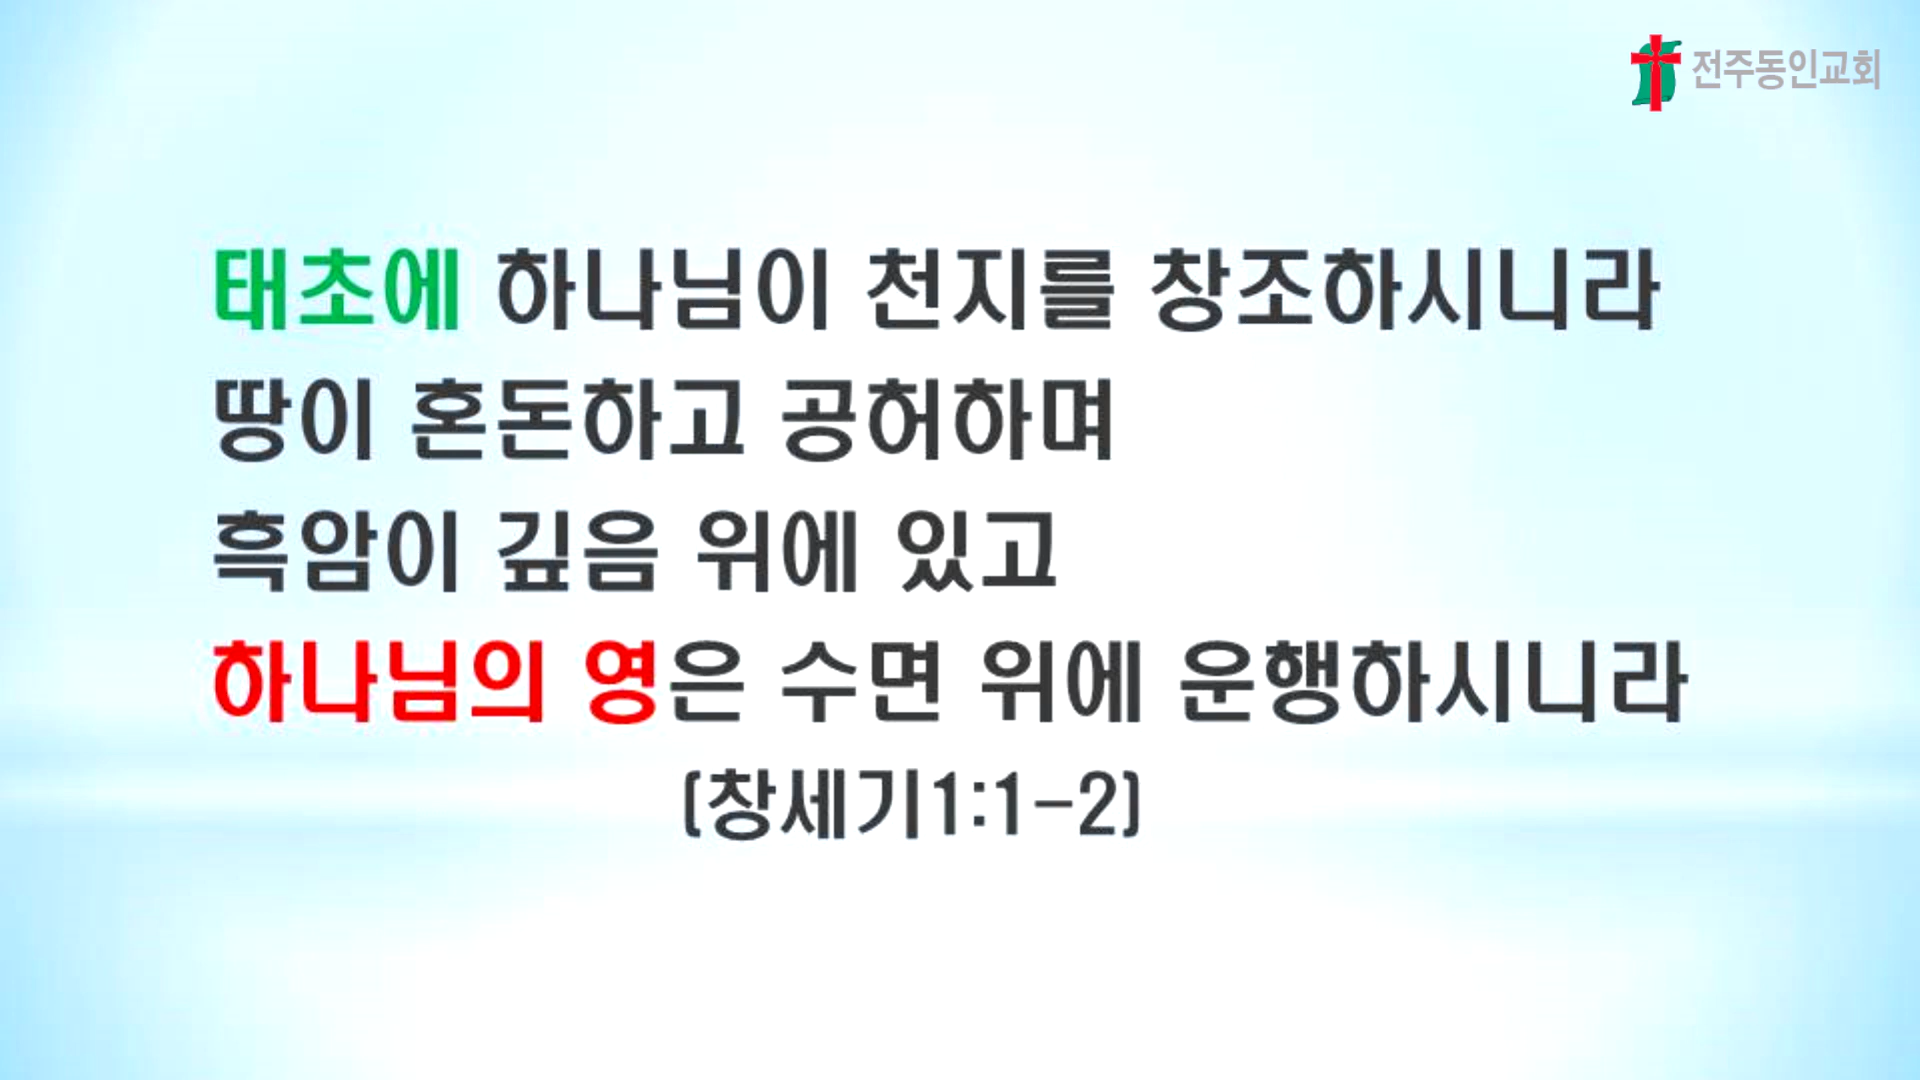 전주동인교회
태초에 하나님이 천지를 창조하시니라
땅이 혼돈하고 공허하며
흑암이 깊음 위에 있고
하나님의 영은 수면 위에 운행하시니라
(창세기1:1-2)